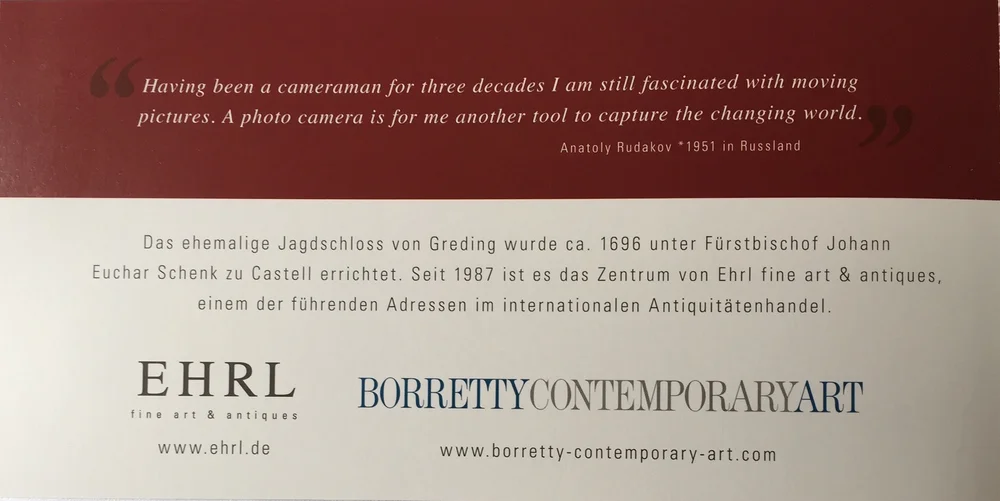 “ Having been a cameraman for three decades I am still fascinated with moving
pictures. A photo camera is for me another tool to capture the changing world. ”
Anatoly Rudakov *1951 in Russland
Das ehemalige Jagdschloss von Greding wurde ca. 1696 unter Fürstbischof Johann
Euchar Schenk zu Castell errichtet. Seit 1987 ist es das Zentrum von Ehrl fine art & antiques,
einem der führenden Adressen im internationalen Antiquitätenhandel.
EHRL
fine art & antiques
www.ehrl.de
BORRETTYCONTEMPORARYART
www.borretty-contemporary-art.com